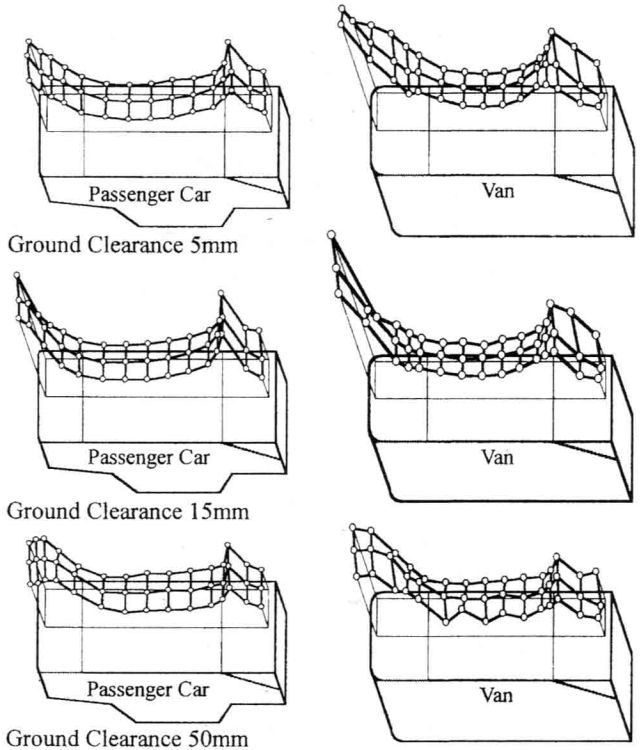 Passenger Car
Van
Ground Clearance 5mm
Passenger Car
Van
Ground Clearance 15mm
Passenger Car
Van
Ground Clearance 50mm